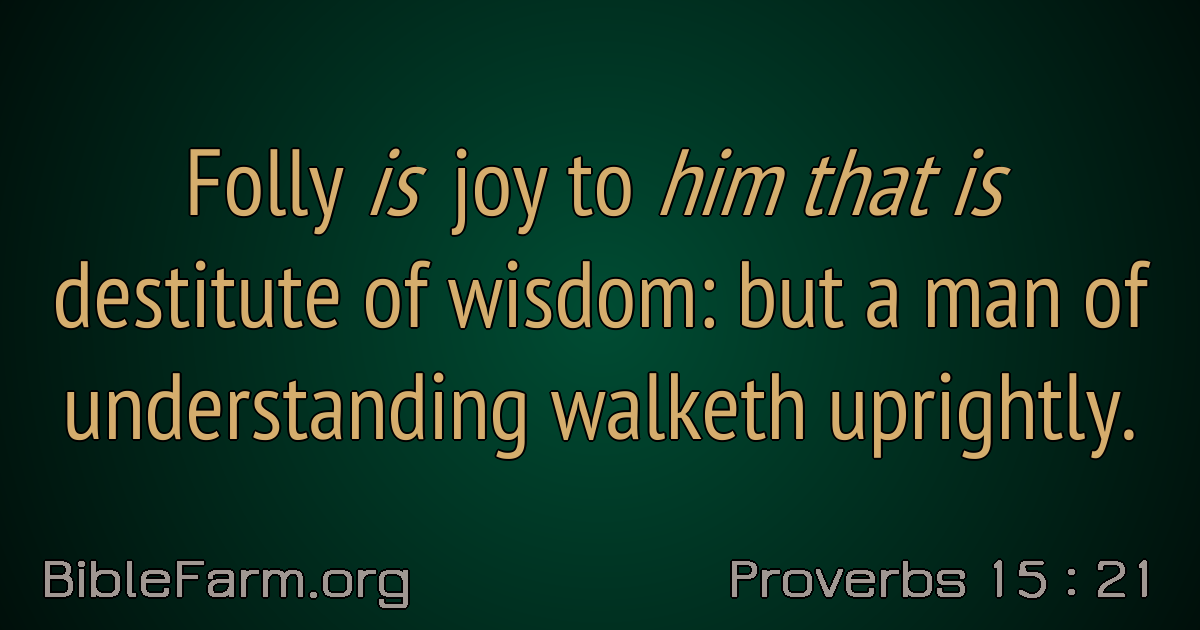 Folly is joy to him that is
destitute of wisdom: but a man of
understanding walketh uprightly.
BibleFarm.org
Proverbs 15 : 21